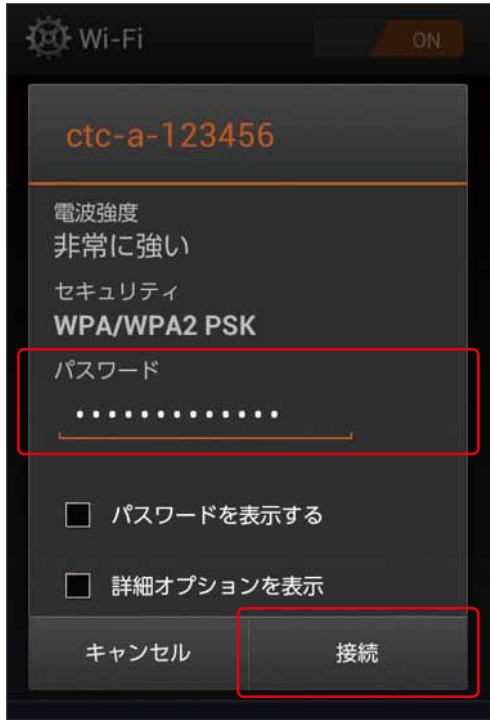 Wi-Fi
ON
ctc-a-123456
電波強度
非常に強い
セキュリティ
WPA/WPA2 PSK
パスワード
•••••••••••••
パスワードを表示する
詳細オプションを表示
キャンセル
接続